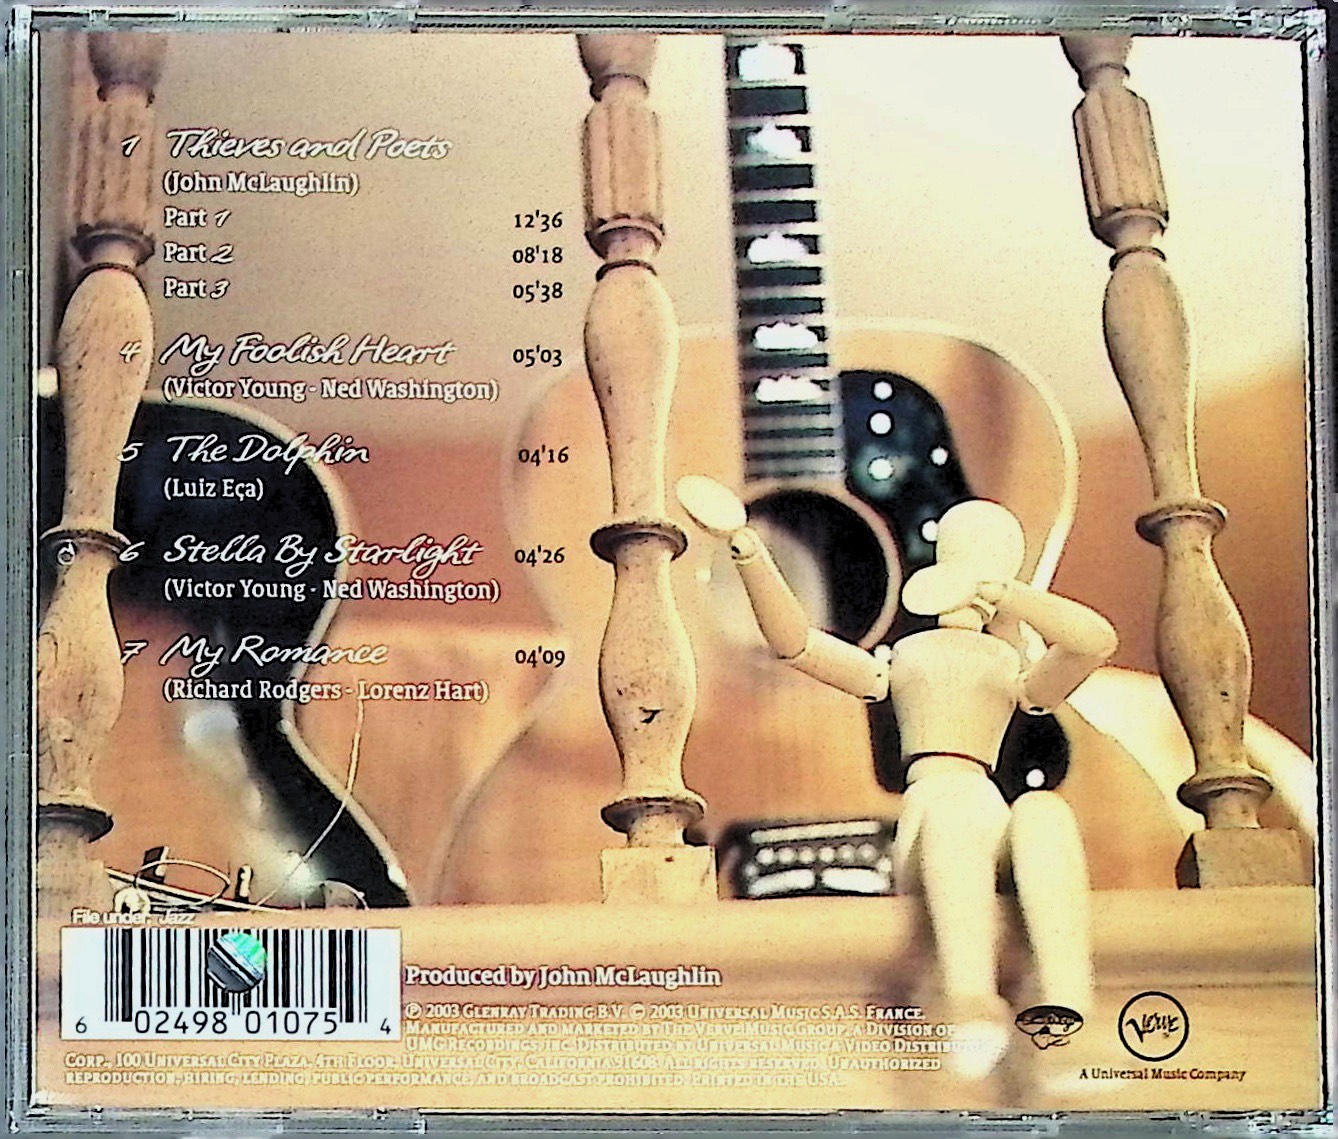 1 Thieves and Poets
(John McLaughlin)
Part 1 12'36
Part 2 08'18
Part 3 05'38
4 My Foolish Heart 05'03
(Victor Young - Ned Washington)
5 The Dolphin 04'16
(Luiz Eça)
6 Stella By Starlight 04'26
(Victor Young - Ned Washington)
7 My Romance 04'09
(Richard Rodgers - Lorenz Hart)
File under: Jazz
6 02498 01075 4
Produced by John McLaughlin
℗ 2003 Glenray Trading B.V. © 2003 Universal Music S.A.S. France.
Manufactured and marketed by The Verve Music Group, a Division of
UMG Recordings, Inc. Distributed by Universal Music & Video
Corp., 100 Universal City Plaza, 4th Floor, Universal City, California 91608. All rights reserved. Unauthorized
reproduction, hiring, lending, public performance, and broadcast prohibited. Printed in the USA.
Verve
A Universal Music Company